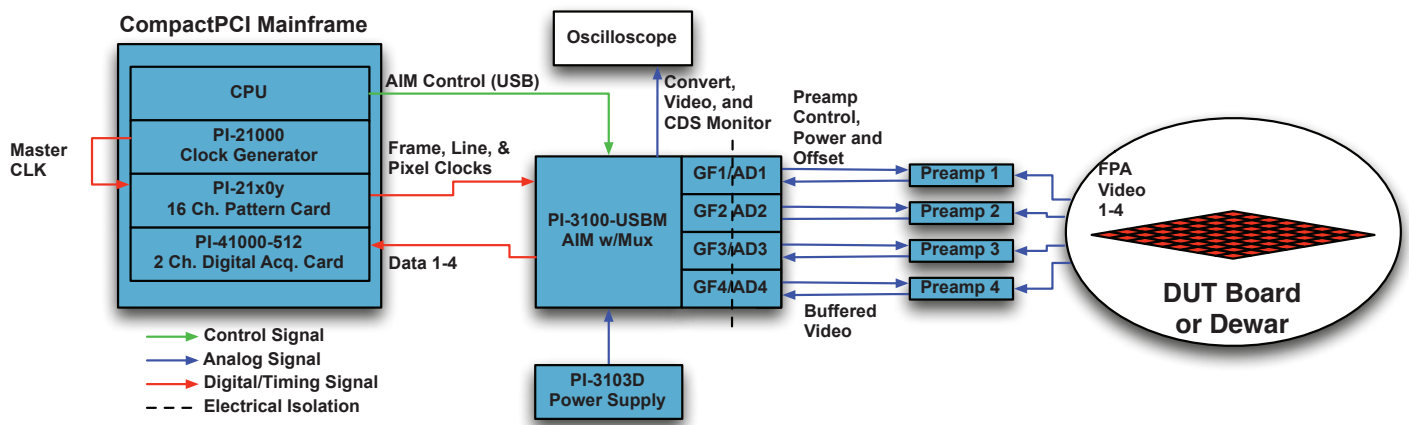 CompactPCI Mainframe
CPU
PI-21000
Clock Generator
PI-21x0y
16 Ch. Pattern Card
PI-41000-512
2 Ch. Digital Acq. Card
Master
CLK
AIM Control (USB)
Frame, Line, &
Pixel Clocks
Data 1-4
Oscilloscope
Convert,
Video, and
CDS Monitor
PI-3100-USBM
AIM w/Mux
GF1/AD1
GF2/AD2
GF3/AD3
GF4/AD4
Preamp
Control,
Power and
Offset
Preamp 1
Preamp 2
Preamp 3
Preamp 4
Buffered
Video
FPA
Video
1-4
DUT Board
or Dewar
PI-3103D
Power Supply
Control Signal
Analog Signal
Digital/Timing Signal
Electrical Isolation